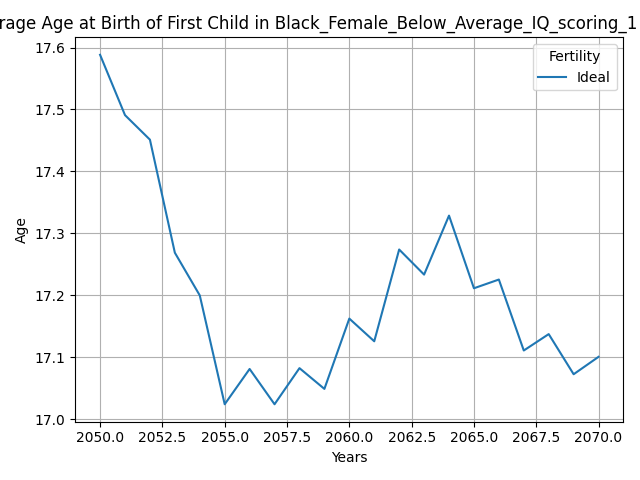 rage Age at Birth of First Child in Black_Female_Below_Average_IQ_scoring_1
Fertility
Ideal
17.6
17.5
17.4
17.3
17.2
17.1
17.0
Age
2050.0 2052.5 2055.0 2057.5 2060.0 2062.5 2065.0 2067.5 2070.0
Years